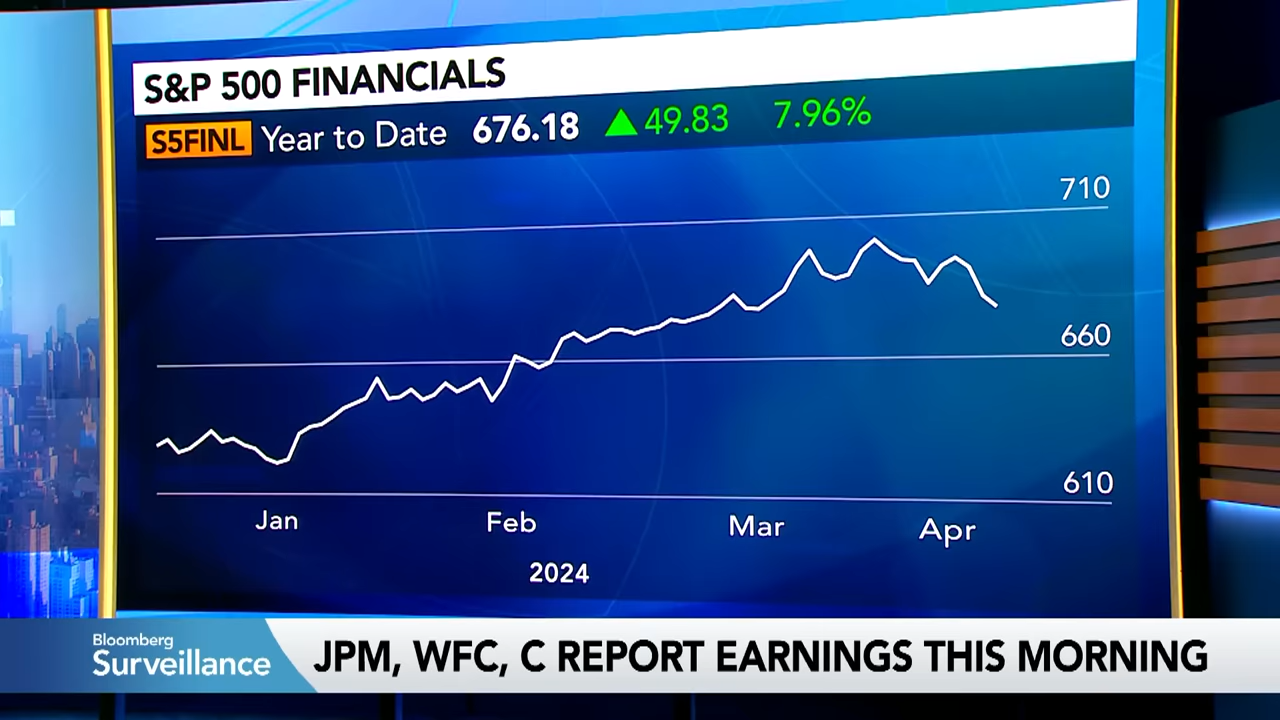 S&P 500 FINANCIALS
S5FINL Year to Date 676.18 ▲ 49.83 7.96%
710
660
610
Jan Feb Mar Apr
2024
Bloomberg
Surveillance
JPM, WFC, C REPORT EARNINGS THIS MORNING